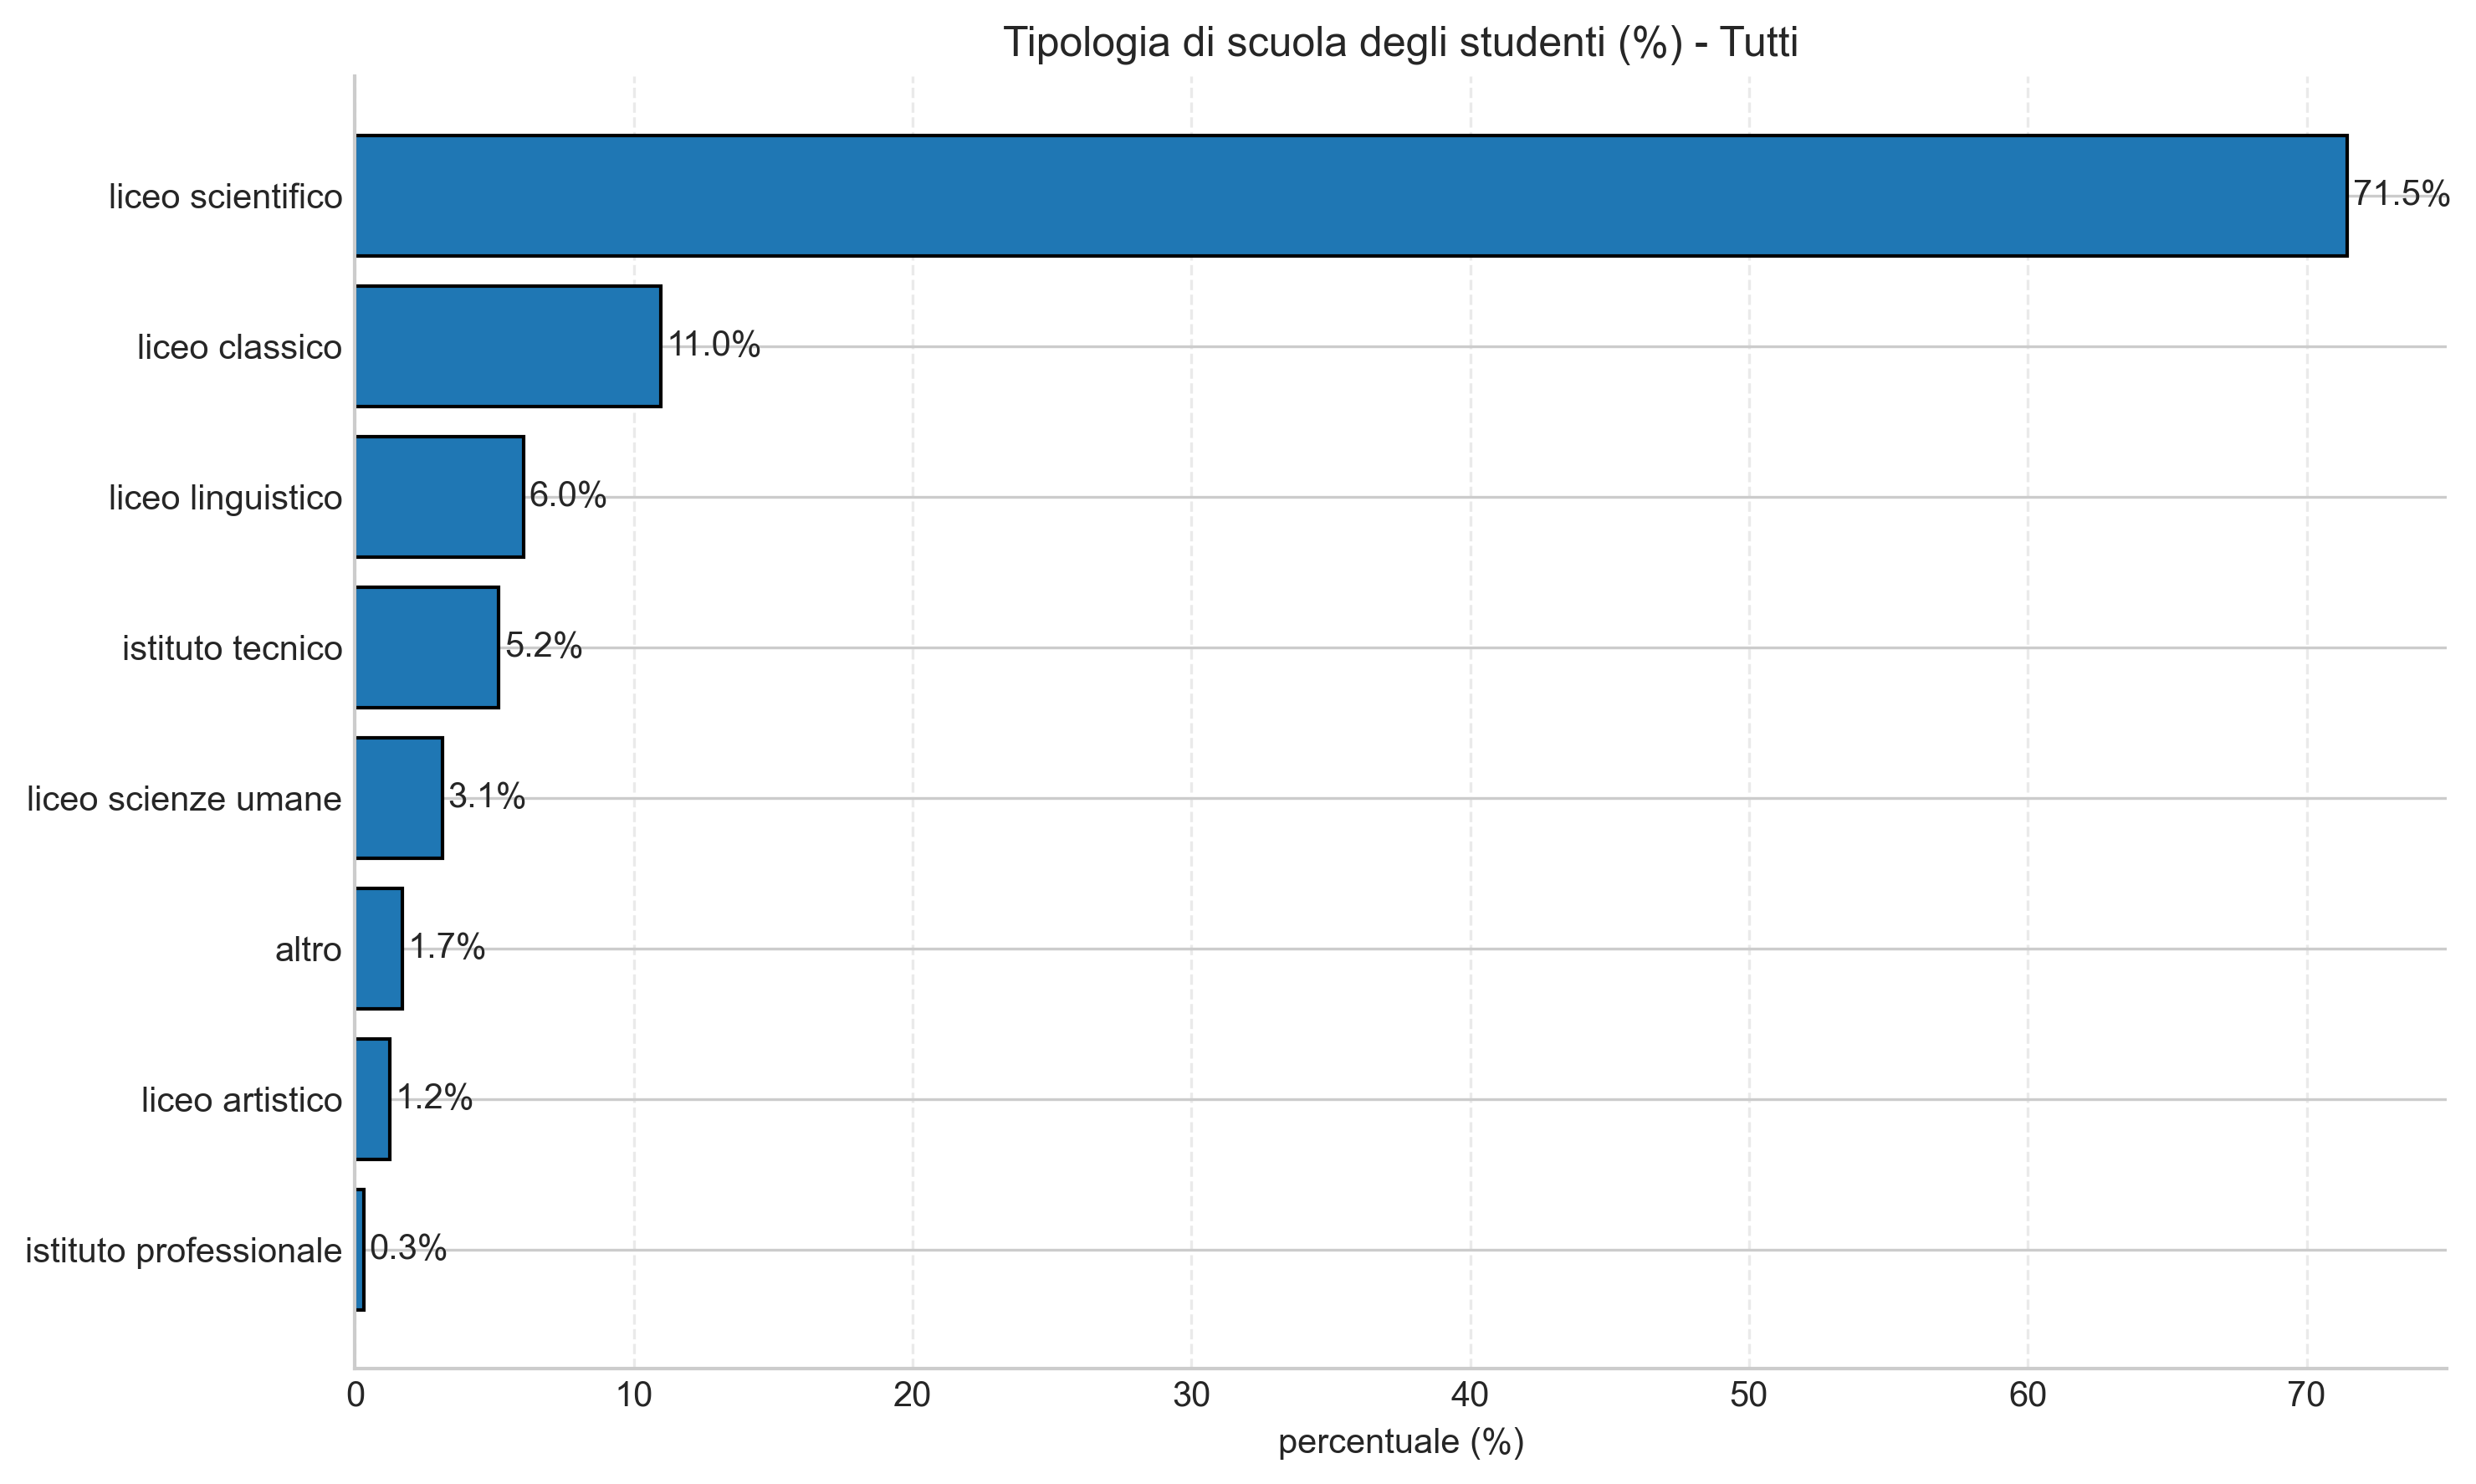 Tipologia di scuola degli studenti (%) - Tutti
liceo scientifico 71.5%
liceo classico 11.0%
liceo linguistico 6.0%
istituto tecnico 5.2%
liceo scienze umane 3.1%
altro 1.7%
liceo artistico 1.2%
istituto professionale 0.3%
0 10 20 30 40 50 60 70
percentuale (%)